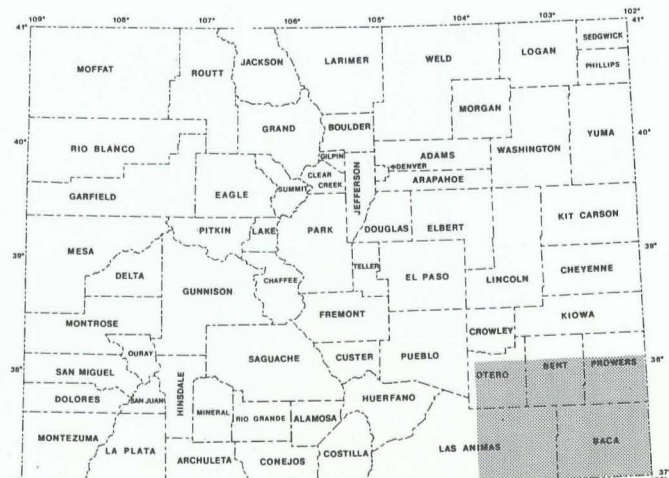 109° 108° 107° 106° 105° 104° 103° 102°
41° 41°
SEDGWICK
LOGAN
MOFFAT ROUTT JACKSON LARIMER WELD
PHILLIPS
MORGAN
GRAND BOULDER
40° 40°
RIO BLANCO WASHINGTON YUMA
GILPIN ADAMS
DENVER
CLEAR CREEK
ARAPAHOE
JEFFERSON
GARFIELD EAGLE SUMMIT
KIT CARSON
PITKIN LAKE PARK DOUGLAS ELBERT
MESA
39° 39°
TELLER
DELTA EL PASO LINCOLN CHEYENNE
GUNNISON CHAFFEE
FREMONT KIOWA
MONTROSE CROWLEY
OURAY
38° 38°
SAGUACHE CUSTER PUEBLO
SAN MIGUEL OTERO BENT PROWERS
HINSDALE
DOLORES SAN JUAN HUERFANO
MINERAL RIO GRANDE ALAMOSA
MONTEZUMA LAS ANIMAS BACA
LA PLATA COSTILLA
ARCHULETA CONEJOS
37°